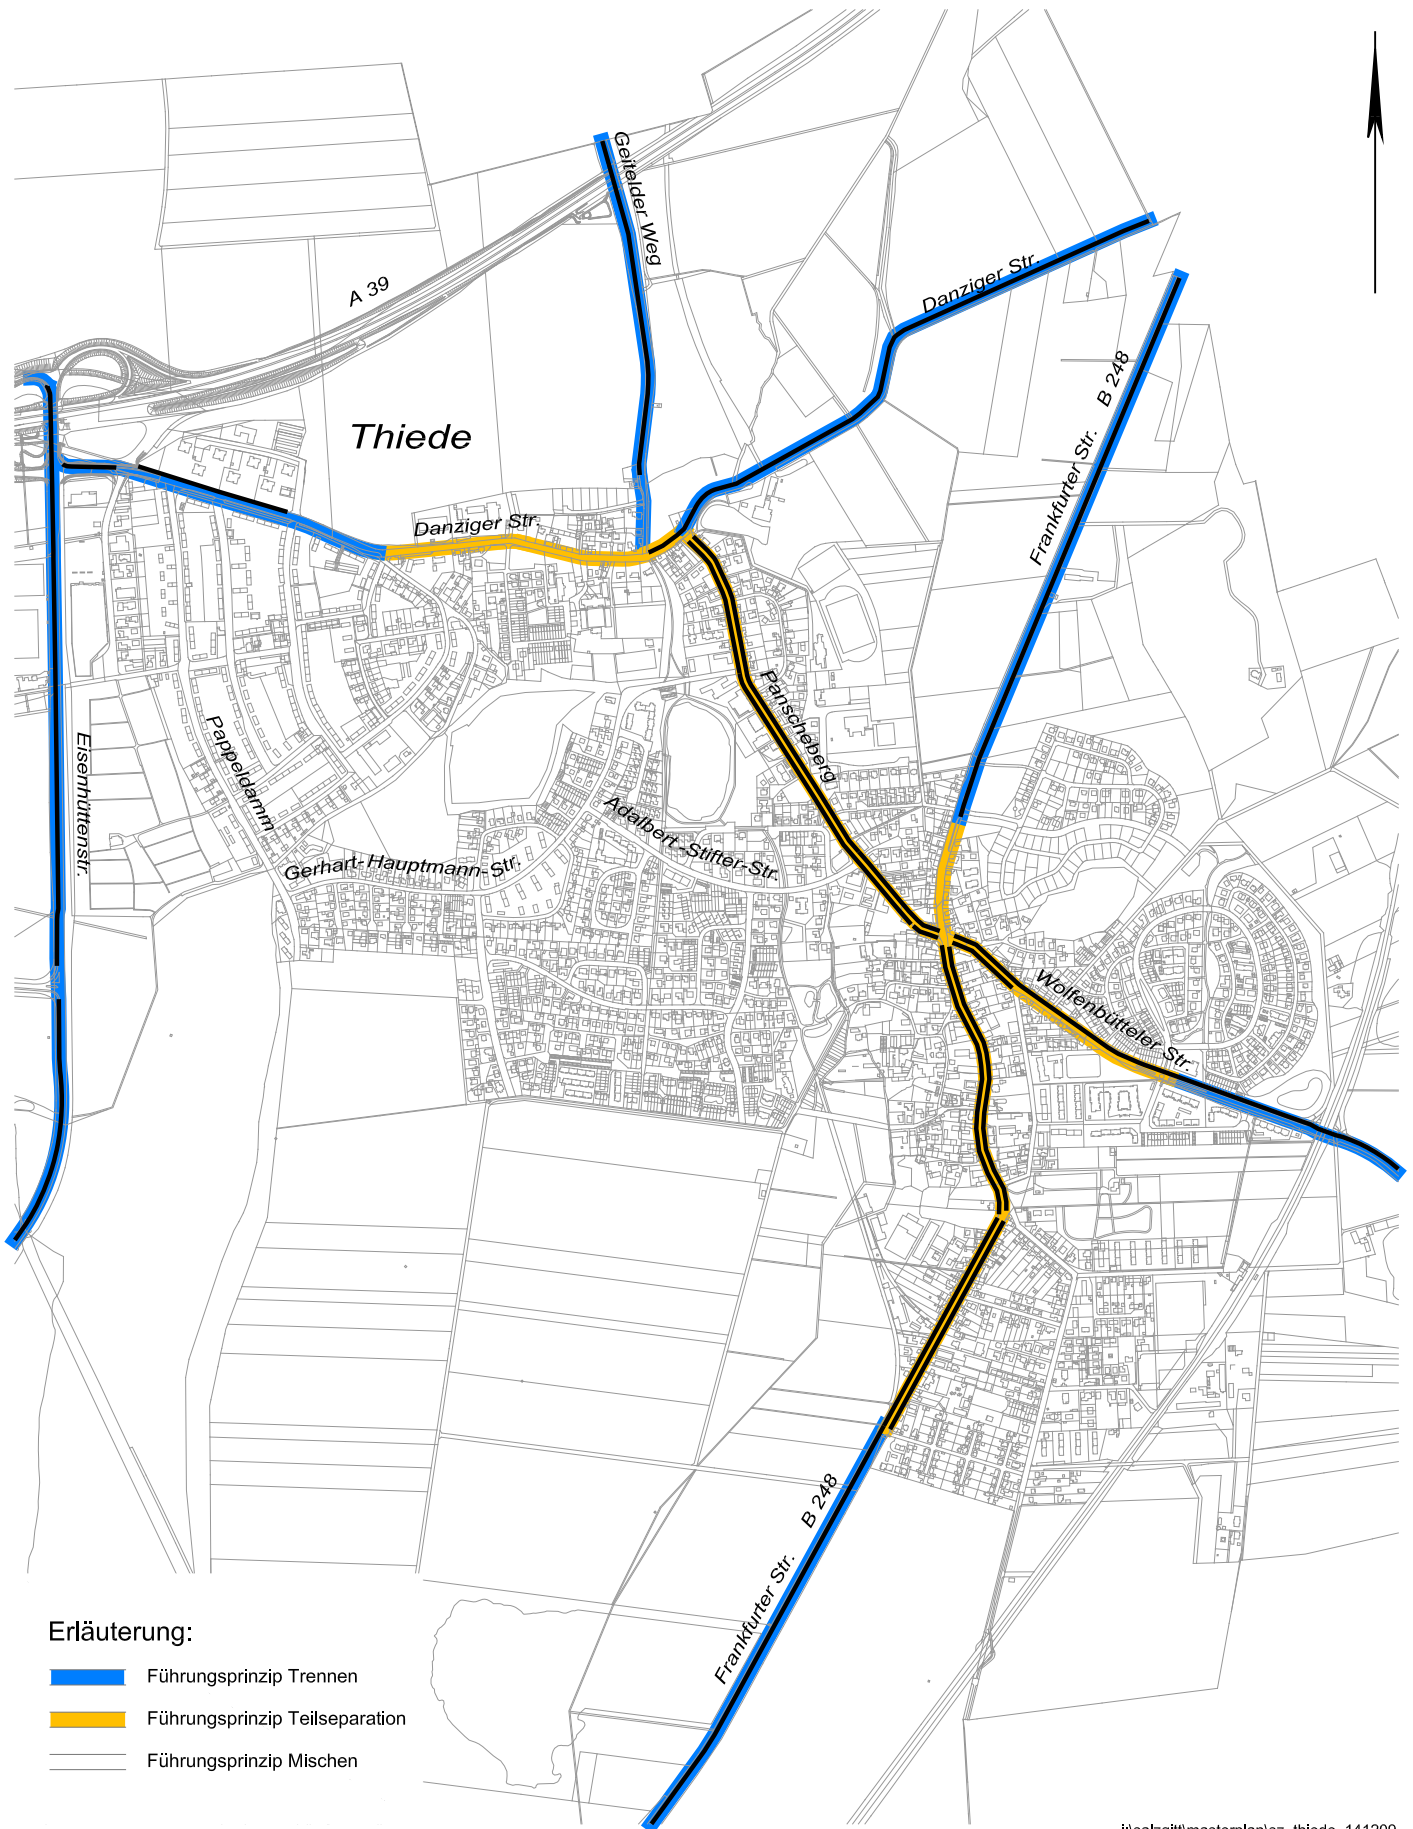 Geitelder Weg
Danziger Str.
A 39
B 248
Thiede
Frankfurter Str.
Danziger Str.
Panscheberg
Pappeldamm
Eisenhüttenstr.
Adalbert-Stifter-Str.
Gerhart-Hauptmann-Str.
Wolfenbütteler Str.
B 248
Frankfurter Str.
Erläuterung:
Führungsprinzip Trennen
Führungsprinzip Teilseparation
Führungsprinzip Mischen